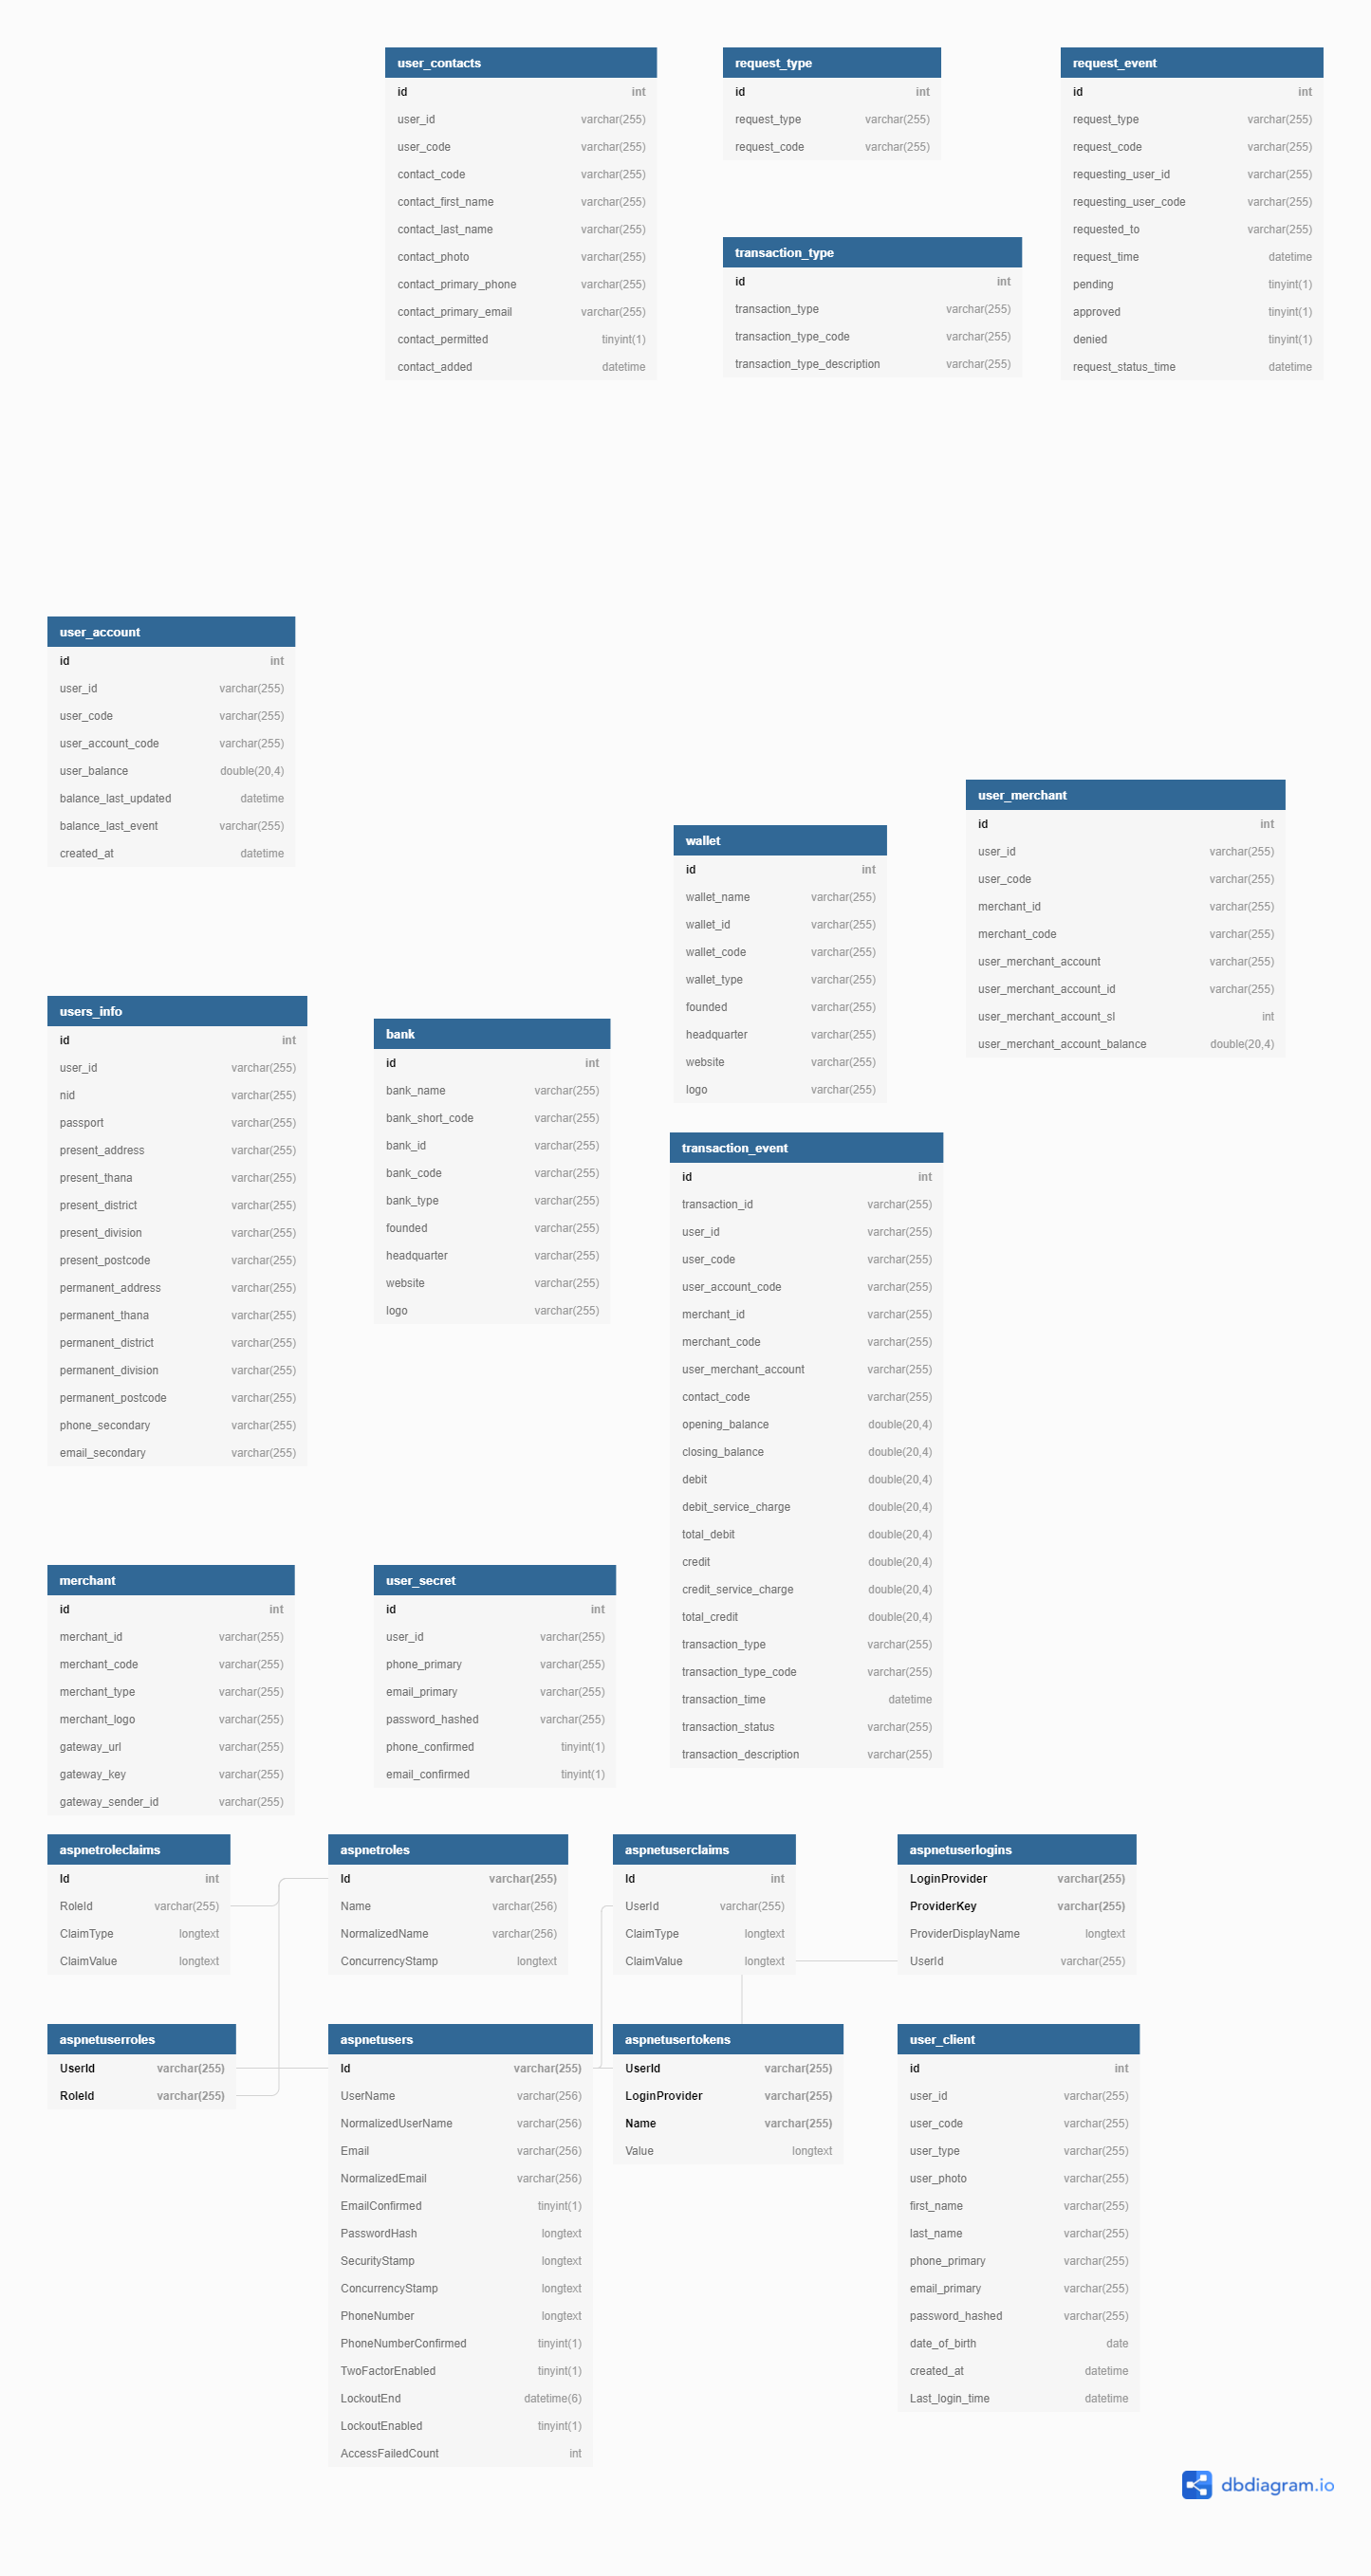 user_contacts
id int
user_id varchar(255)
user_code varchar(255)
contact_code varchar(255)
contact_first_name varchar(255)
contact_last_name varchar(255)
contact_photo varchar(255)
contact_primary_phone varchar(255)
contact_primary_email varchar(255)
contact_permitted tinyint(1)
contact_added datetime
request_type
id int
request_type varchar(255)
request_code varchar(255)
transaction_type
id int
transaction_type varchar(255)
transaction_type_code varchar(255)
transaction_type_description varchar(255)
request_event
id int
request_type varchar(255)
request_code varchar(255)
requesting_user_id varchar(255)
requesting_user_code varchar(255)
requested_to varchar(255)
request_time datetime
pending tinyint(1)
approved tinyint(1)
denied tinyint(1)
request_status_time datetime
user_account
id int
user_id varchar(255)
user_code varchar(255)
user_account_code varchar(255)
user_balance double(20,4)
balance_last_updated datetime
balance_last_event varchar(255)
created_at datetime
wallet
id int
wallet_name varchar(255)
wallet_id varchar(255)
wallet_code varchar(255)
wallet_type varchar(255)
founded varchar(255)
headquarter varchar(255)
website varchar(255)
logo varchar(255)
user_merchant
id int
user_id varchar(255)
user_code varchar(255)
merchant_id varchar(255)
merchant_code varchar(255)
user_merchant_account varchar(255)
user_merchant_account_id varchar(255)
user_merchant_account_sl int
user_merchant_account_balance double(20,4)
users_info
id int
user_id varchar(255)
nid varchar(255)
passport varchar(255)
present_address varchar(255)
present_thana varchar(255)
present_district varchar(255)
present_division varchar(255)
present_postcode varchar(255)
permanent_address varchar(255)
permanent_thana varchar(255)
permanent_district varchar(255)
permanent_division varchar(255)
permanent_postcode varchar(255)
phone_secondary varchar(255)
email_secondary varchar(255)
bank
id int
bank_name varchar(255)
bank_short_code varchar(255)
bank_id varchar(255)
bank_code varchar(255)
bank_type varchar(255)
founded varchar(255)
headquarter varchar(255)
website varchar(255)
logo varchar(255)
transaction_event
id int
transaction_id varchar(255)
user_id varchar(255)
user_code varchar(255)
user_account_code varchar(255)
merchant_id varchar(255)
merchant_code varchar(255)
user_merchant_account varchar(255)
contact_code varchar(255)
opening_balance double(20,4)
closing_balance double(20,4)
debit double(20,4)
debit_service_charge double(20,4)
total_debit double(20,4)
credit double(20,4)
credit_service_charge double(20,4)
total_credit double(20,4)
transaction_type varchar(255)
transaction_type_code varchar(255)
transaction_time datetime
transaction_status varchar(255)
transaction_description varchar(255)
merchant
id int
merchant_id varchar(255)
merchant_code varchar(255)
merchant_type varchar(255)
merchant_logo varchar(255)
gateway_url varchar(255)
gateway_key varchar(255)
gateway_sender_id varchar(255)
user_secret
id int
user_id varchar(255)
phone_primary varchar(255)
email_primary varchar(255)
password_hashed varchar(255)
phone_confirmed tinyint(1)
email_confirmed tinyint(1)
aspnetroleclaims
Id int
RoleId varchar(255)
ClaimType longtext
ClaimValue longtext
aspnetroles
Id varchar(255)
Name varchar(256)
NormalizedName varchar(256)
ConcurrencyStamp longtext
aspnetuserclaims
Id int
UserId varchar(255)
ClaimType longtext
ClaimValue longtext
aspnetuserlogins
LoginProvider varchar(255)
ProviderKey varchar(255)
ProviderDisplayName longtext
UserId varchar(255)
aspnetuserroles
UserId varchar(255)
RoleId varchar(255)
aspnetusers
Id varchar(255)
UserName varchar(256)
NormalizedUserName varchar(256)
Email varchar(256)
NormalizedEmail varchar(256)
EmailConfirmed tinyint(1)
PasswordHash longtext
SecurityStamp longtext
ConcurrencyStamp longtext
PhoneNumber longtext
PhoneNumberConfirmed tinyint(1)
TwoFactorEnabled tinyint(1)
LockoutEnd datetime(6)
LockoutEnabled tinyint(1)
AccessFailedCount int
aspnetusertokens
UserId varchar(255)
LoginProvider varchar(255)
Name varchar(255)
Value longtext
user_client
id int
user_id varchar(255)
user_code varchar(255)
user_type varchar(255)
user_photo varchar(255)
first_name varchar(255)
last_name varchar(255)
phone_primary varchar(255)
email_primary varchar(255)
password_hashed varchar(255)
date_of_birth date
created_at datetime
Last_login_time datetime
dbdiagram.io